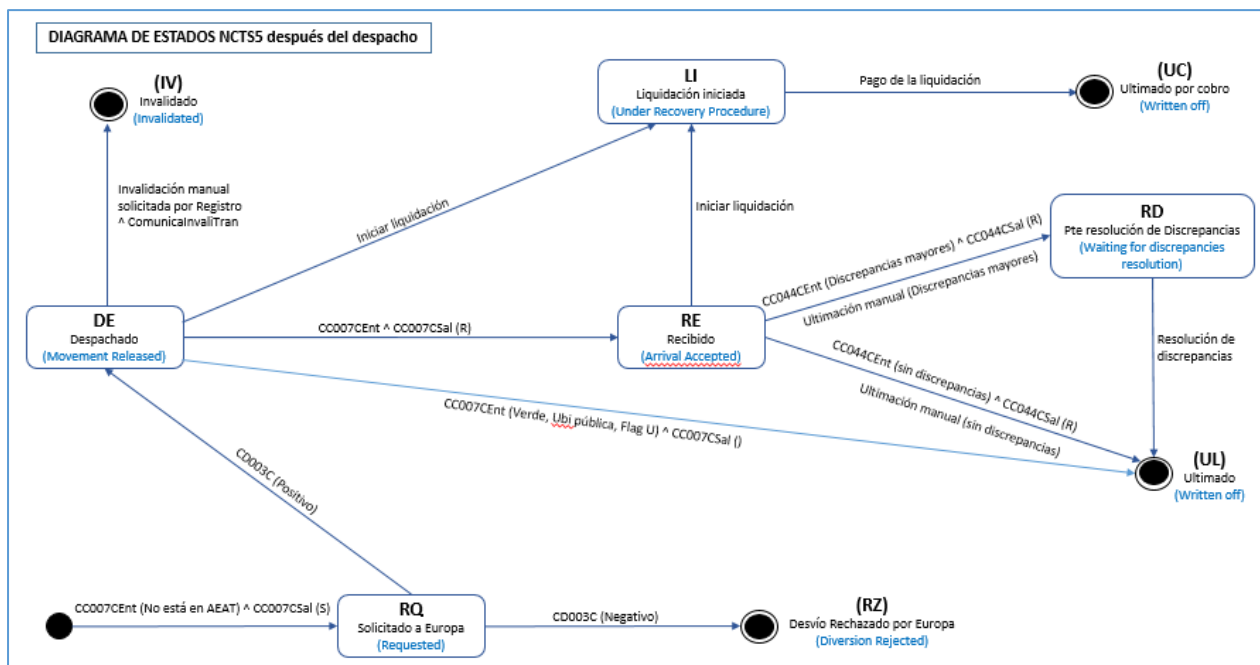 DIAGRAMA DE ESTADOS NCTS5 después del despacho
(IV)
Invalidado
(Invalidated)
LI
Liquidación iniciada
(Under Recovery Procedure)
Pago de la liquidación
(UC)
Ultimado por cobro
(Written off)
Invalidación manual
solicitada por Registro
^ ComunicaInvaliTran
Iniciar liquidación
Iniciar liquidación
RD
Pte resolución de Discrepancias
(Waiting for discrepancies
resolution)
CC044CEnt (Discrepancias mayores) ^ CC044CSal (R)
Ultimación manual (Discrepancias mayores)
DE
Despachado
(Movement Released)
CC007CEnt ^ CC007CSal (R)
RE
Recibido
(Arrival Accepted)
Resolución de
discrepancias
CC044CEnt (sin discrepancias) ^ CC044CSal (R)
Ultimación manual (sin discrepancias)
CC007CEnt (Verde, Ubi pública, Flag U) ^ CC007CSal ()
(UL)
Ultimado
(Written off)
CD003C (Positivo)
CC007CEnt (No está en AEAT) ^ CC007CSal (S)
RQ
Solicitado a Europa
(Requested)
CD003C (Negativo)
(RZ)
Desvío Rechazado por Europa
(Diversion Rejected)